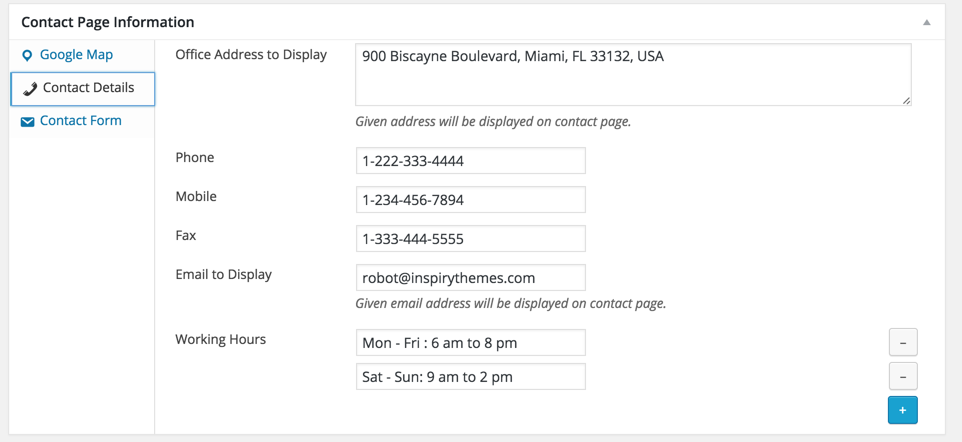 Contact Page Information
Google Map
Contact Details
Contact Form
Office Address to Display
900 Biscayne Boulevard, Miami, FL 33132, USA
Given address will be displayed on contact page.
Phone
1-222-333-4444
Mobile
1-234-456-7894
Fax
1-333-444-5555
Email to Display
robot@inspirythemes.com
Given email address will be displayed on contact page.
Working Hours
Mon - Fri : 6 am to 8 pm
–
Sat - Sun: 9 am to 2 pm
–
+